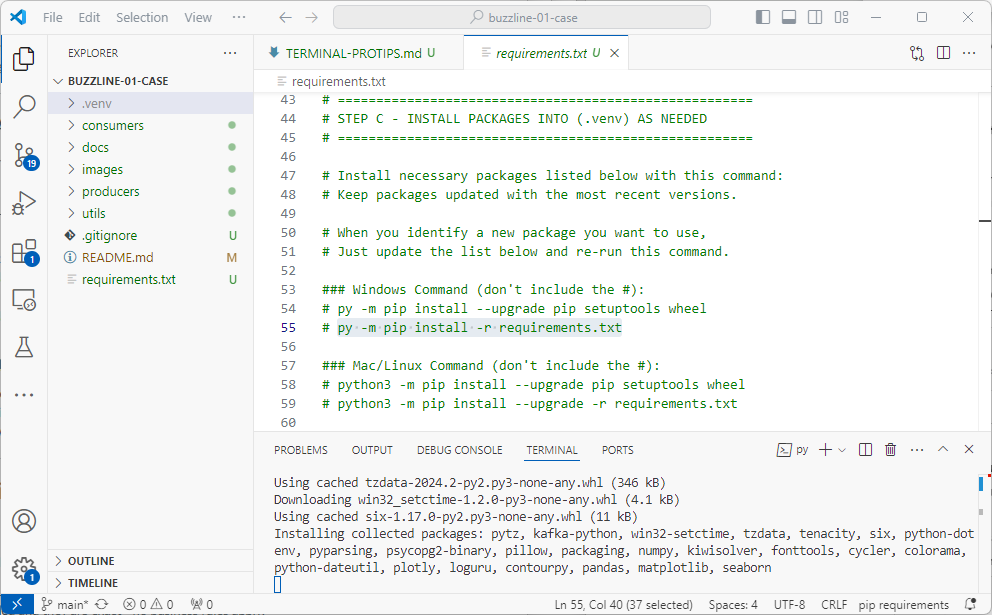 File Edit Selection View ··· buzzline-01-case
EXPLORER ···
BUZZLINE-01-CASE
.venv
consumers
docs
images
producers
utils
.gitignore U
README.md M
requirements.txt U
OUTLINE
TIMELINE
19
1
1
TERMINAL-PROTIPS.md U requirements.txt U
requirements.txt
43 # ======================================================
44 # STEP C - INSTALL PACKAGES INTO (.venv) AS NEEDED
45 # ======================================================
46
47 # Install necessary packages listed below with this command:
48 # Keep packages updated with the most recent versions.
49
50 # When you identify a new package you want to use,
51 # Just update the list below and re-run this command.
52
53 ### Windows Command (don't include the #):
54 # py -m pip install --upgrade pip setuptools wheel
55 # py -m pip install -r requirements.txt
56
57 ### Mac/Linux Command (don't include the #):
58 # python3 -m pip install --upgrade pip setuptools wheel
59 # python3 -m pip install --upgrade -r requirements.txt
60
PROBLEMS OUTPUT DEBUG CONSOLE TERMINAL PORTS py
Using cached tzdata-2024.2-py2.py3-none-any.whl (346 kB)
Downloading win32_setctime-1.2.0-py3-none-any.whl (4.1 kB)
Using cached six-1.17.0-py2.py3-none-any.whl (11 kB)
Installing collected packages: pytz, kafka-python, win32-setctime, tzdata, tenacity, six, python-dot
env, pyparsing, psycopg2-binary, pillow, packaging, numpy, kiwisolver, fonttools, cycler, colorama,
python-dateutil, plotly, loguru, contourpy, pandas, matplotlib, seaborn
main* 0 0 0 Ln 55, Col 40 (37 selected) Spaces: 4 UTF-8 CRLF pip requirements